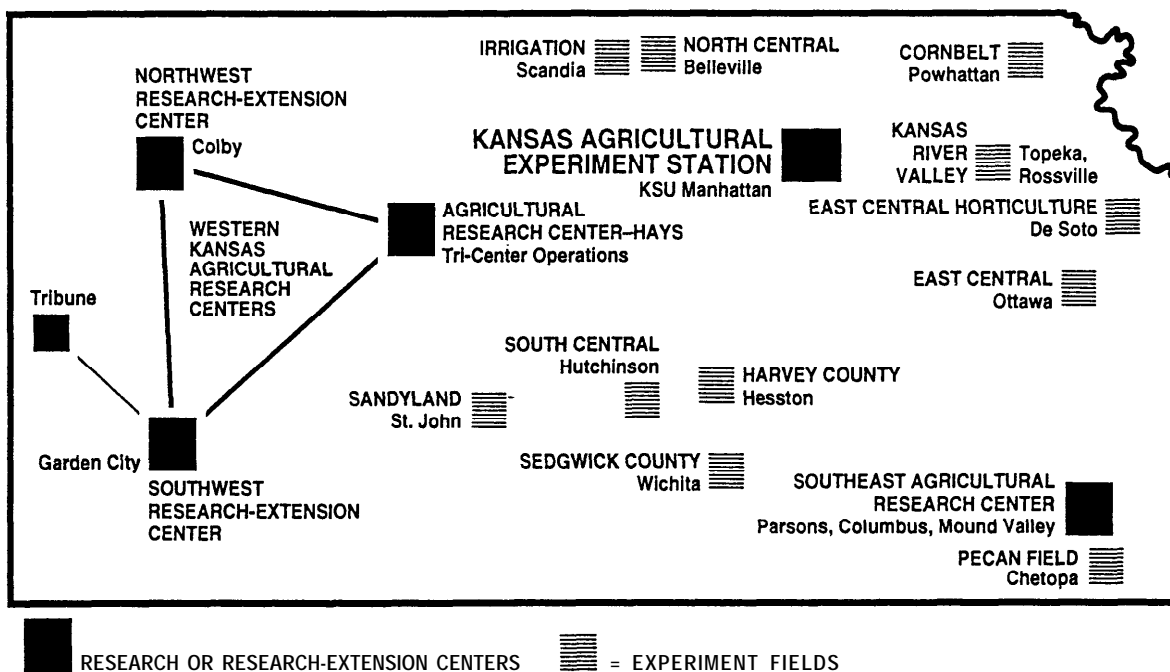 IRRIGATION
Scandia
NORTH CENTRAL
Belleville
CORNBELT
Powhattan
NORTHWEST
RESEARCH-EXTENSION
CENTER
Colby
KANSAS AGRICULTURAL
EXPERIMENT STATION
KSU Manhattan
KANSAS
RIVER
VALLEY
Topeka,
Rossville
AGRICULTURAL
RESEARCH CENTER–HAYS
Tri-Center Operations
EAST CENTRAL HORTICULTURE
De Soto
WESTERN
KANSAS
AGRICULTURAL
RESEARCH
CENTERS
EAST CENTRAL
Ottawa
Tribune
SOUTH CENTRAL
Hutchinson
HARVEY COUNTY
Hesston
SANDYLAND
St. John
Garden City
SOUTHWEST
RESEARCH-EXTENSION
CENTER
SEDGWICK COUNTY
Wichita
SOUTHEAST AGRICULTURAL
RESEARCH CENTER
Parsons, Columbus, Mound Valley
PECAN FIELD
Chetopa
RESEARCH OR RESEARCH-EXTENSION CENTERS
= EXPERIMENT FIELDS